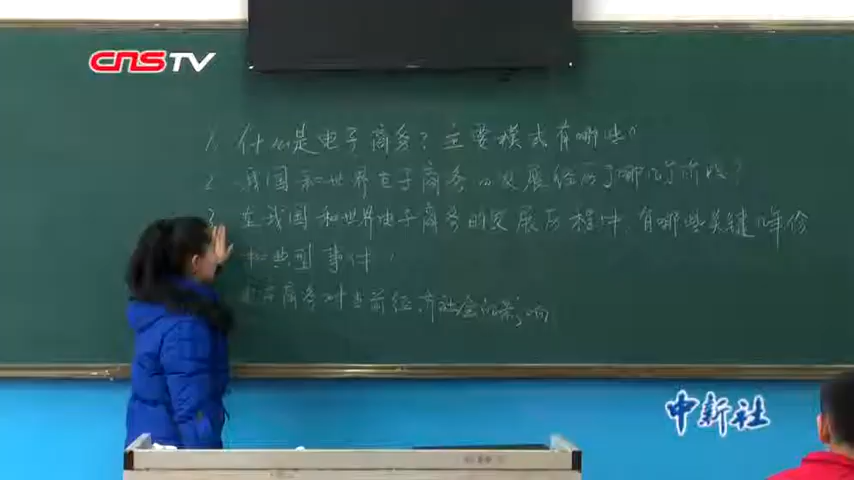 CNSTV
1. 什么是电子商务?主要模式有哪些?
2. 我国和世界电子商务的发展经历了哪几个阶段?
3. 在我国和世界电子商务的发展历程中,有哪些关键年份
和典型事件.
电子商务对当前经济社会的影响
中新社